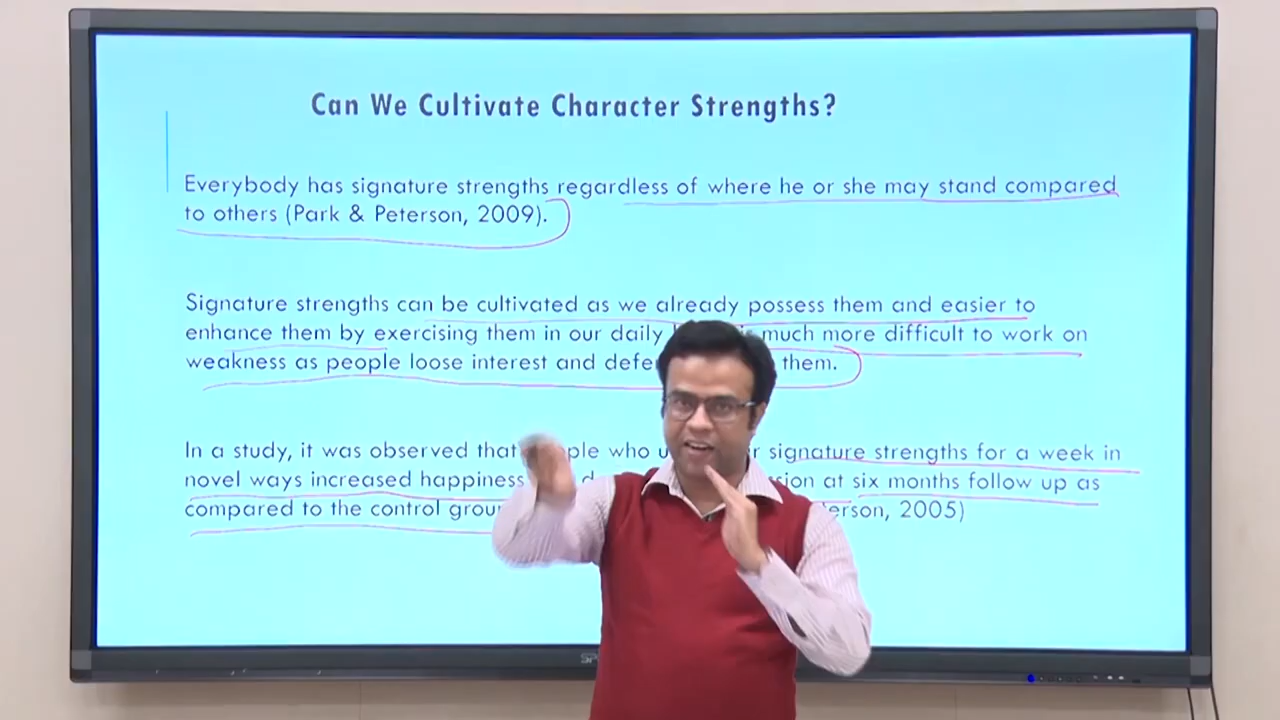 Can We Cultivate Character Strengths?
Everybody has signature strengths regardless of where he or she may stand compared
to others (Park & Peterson, 2009).
Signature strengths can be cultivated as we already possess them and easier to
enhance them by exercising them in our daily much more difficult to work on
weakness as people loose interest and them.
In a study, it was observed that who signature strengths for a week in
novel ways increased happiness at six months follow up as
compared to the control 2005)